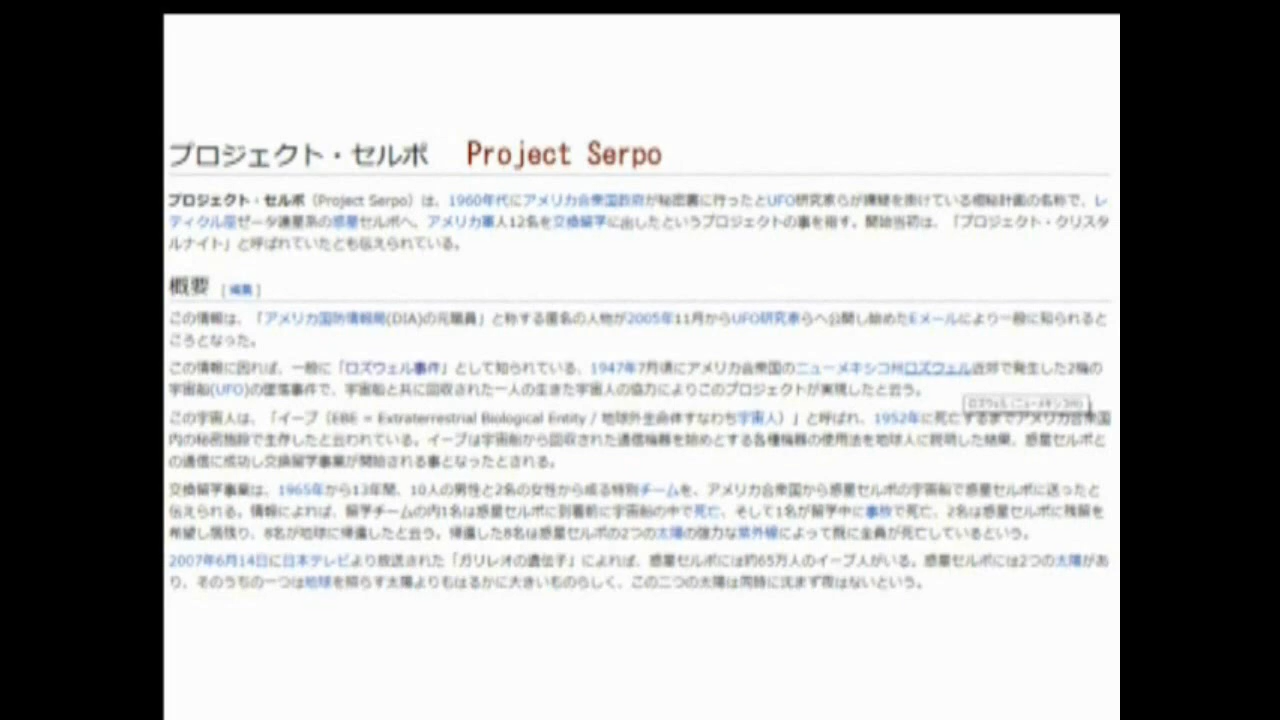 プロジェクト・セルポ Project Serpo
プロジェクト・セルポ（Project Serpo）は、1960年代にアメリカ合衆国政府が秘密裏に行ったとUFO研究家らが嫌疑を掛けている極秘計画の名称で、レ
ティクル座ゼータ連星系の惑星セルポへ、アメリカ軍人12名を交換留学に出したというプロジェクトの事を指す。開始当初は、「プロジェクト・クリスタ
ルナイト」と呼ばれていたとも伝えられている。
概要 [編集]
この情報は、「アメリカ国防情報局(DIA)の元職員」と称する匿名の人物が2005年11月からUFO研究家らへ公開し始めたEメールにより一般に知られると
ころとなった。
この情報に因れば、一般に「ロズウェル事件」として知られている、1947年7月頃にアメリカ合衆国のニューメキシコ州ロズウェル近郊で発生した2機の
宇宙船(UFO)の墜落事件で、宇宙船と共に回収された一人の生きた宇宙人の協力によりこのプロジェクトが実現したと云う。
ロズウェル (ニューメキシコ州)
この宇宙人は、「イーブ（EBE = Extraterrestrial Biological Entity / 地球外生命体すなわち宇宙人）」と呼ばれ、1952年に死亡するまでアメリカ合衆国
内の秘密施設で生存したと云われている。イーブは宇宙船から回収された通信機器を始めとする各種機器の使用法を地球人に説明した結果、惑星セルポと
の通信に成功し交換留学事業が開始される事となったとされる。
交換留学事業は、1965年から13年間、10人の男性と2名の女性から成る特別チームを、アメリカ合衆国から惑星セルポの宇宙船で惑星セルポに送ったと
伝えられる。情報によれば、留学チームの内1名は惑星セルポに到着前に宇宙船の中で死亡、そして1名が留学中に事故で死亡、2名は惑星セルポに残留を
希望し居残り、8名が地球に帰還したと云う。帰還した8名は惑星セルポの2つの太陽の強力な紫外線によって既に全員が死亡しているという。
2007年6月14日に日本テレビより放送された「ガリレオの遺伝子」によれば、惑星セルポには約65万人のイーブ人がいる。惑星セルポには2つの太陽があ
り、そのうちの一つは地球を照らす太陽よりもはるかに大きいものらしく、この二つの太陽は同時に沈まず夜はないという。